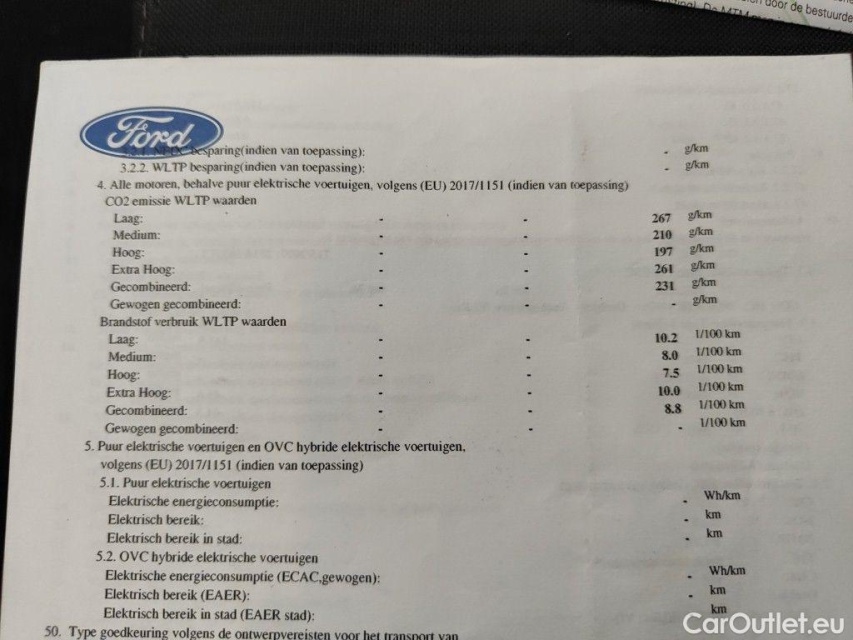 door de bestuurde
Ford
besparing(indien van toepassing): - g/km
3.2.2. WLTP besparing(indien van toepassing): - g/km
4. Alle motoren, behalve puur elektrische voertuigen, volgens (EU) 2017/1151 (indien van toepassing)
CO2 emissie WLTP waarden
Laag: - - 267 g/km
Medium: - - 210 g/km
Hoog: - - 197 g/km
Extra Hoog: - - 261 g/km
Gecombineerd: - - 231 g/km
Gewogen gecombineerd: - - - g/km
Brandstof verbruik WLTP waarden
Laag: - - 10.2 1/100 km
Medium: - - 8.0 1/100 km
Hoog: - - 7.5 1/100 km
Extra Hoog: - - 10.0 1/100 km
Gecombineerd: - - 8.8 1/100 km
Gewogen gecombineerd: - - - 1/100 km
5. Puur elektrische voertuigen en OVC hybride elektrische voertuigen,
volgens (EU) 2017/1151 (indien van toepassing)
5.1. Puur elektrische voertuigen
Elektrische energieconsumptie: - Wh/km
Elektrisch bereik: - km
Elektrisch bereik in stad: - km
5.2. OVC hybride elektrische voertuigen
Elektrische energieconsumptie (ECAC,gewogen): - Wh/km
Elektrisch bereik (EAER): - km
Elektrisch bereik in stad (EAER stad): - km
50. Type goedkeuring volgens de ontwerpvereisten voor het transport van
CarOutlet.eu